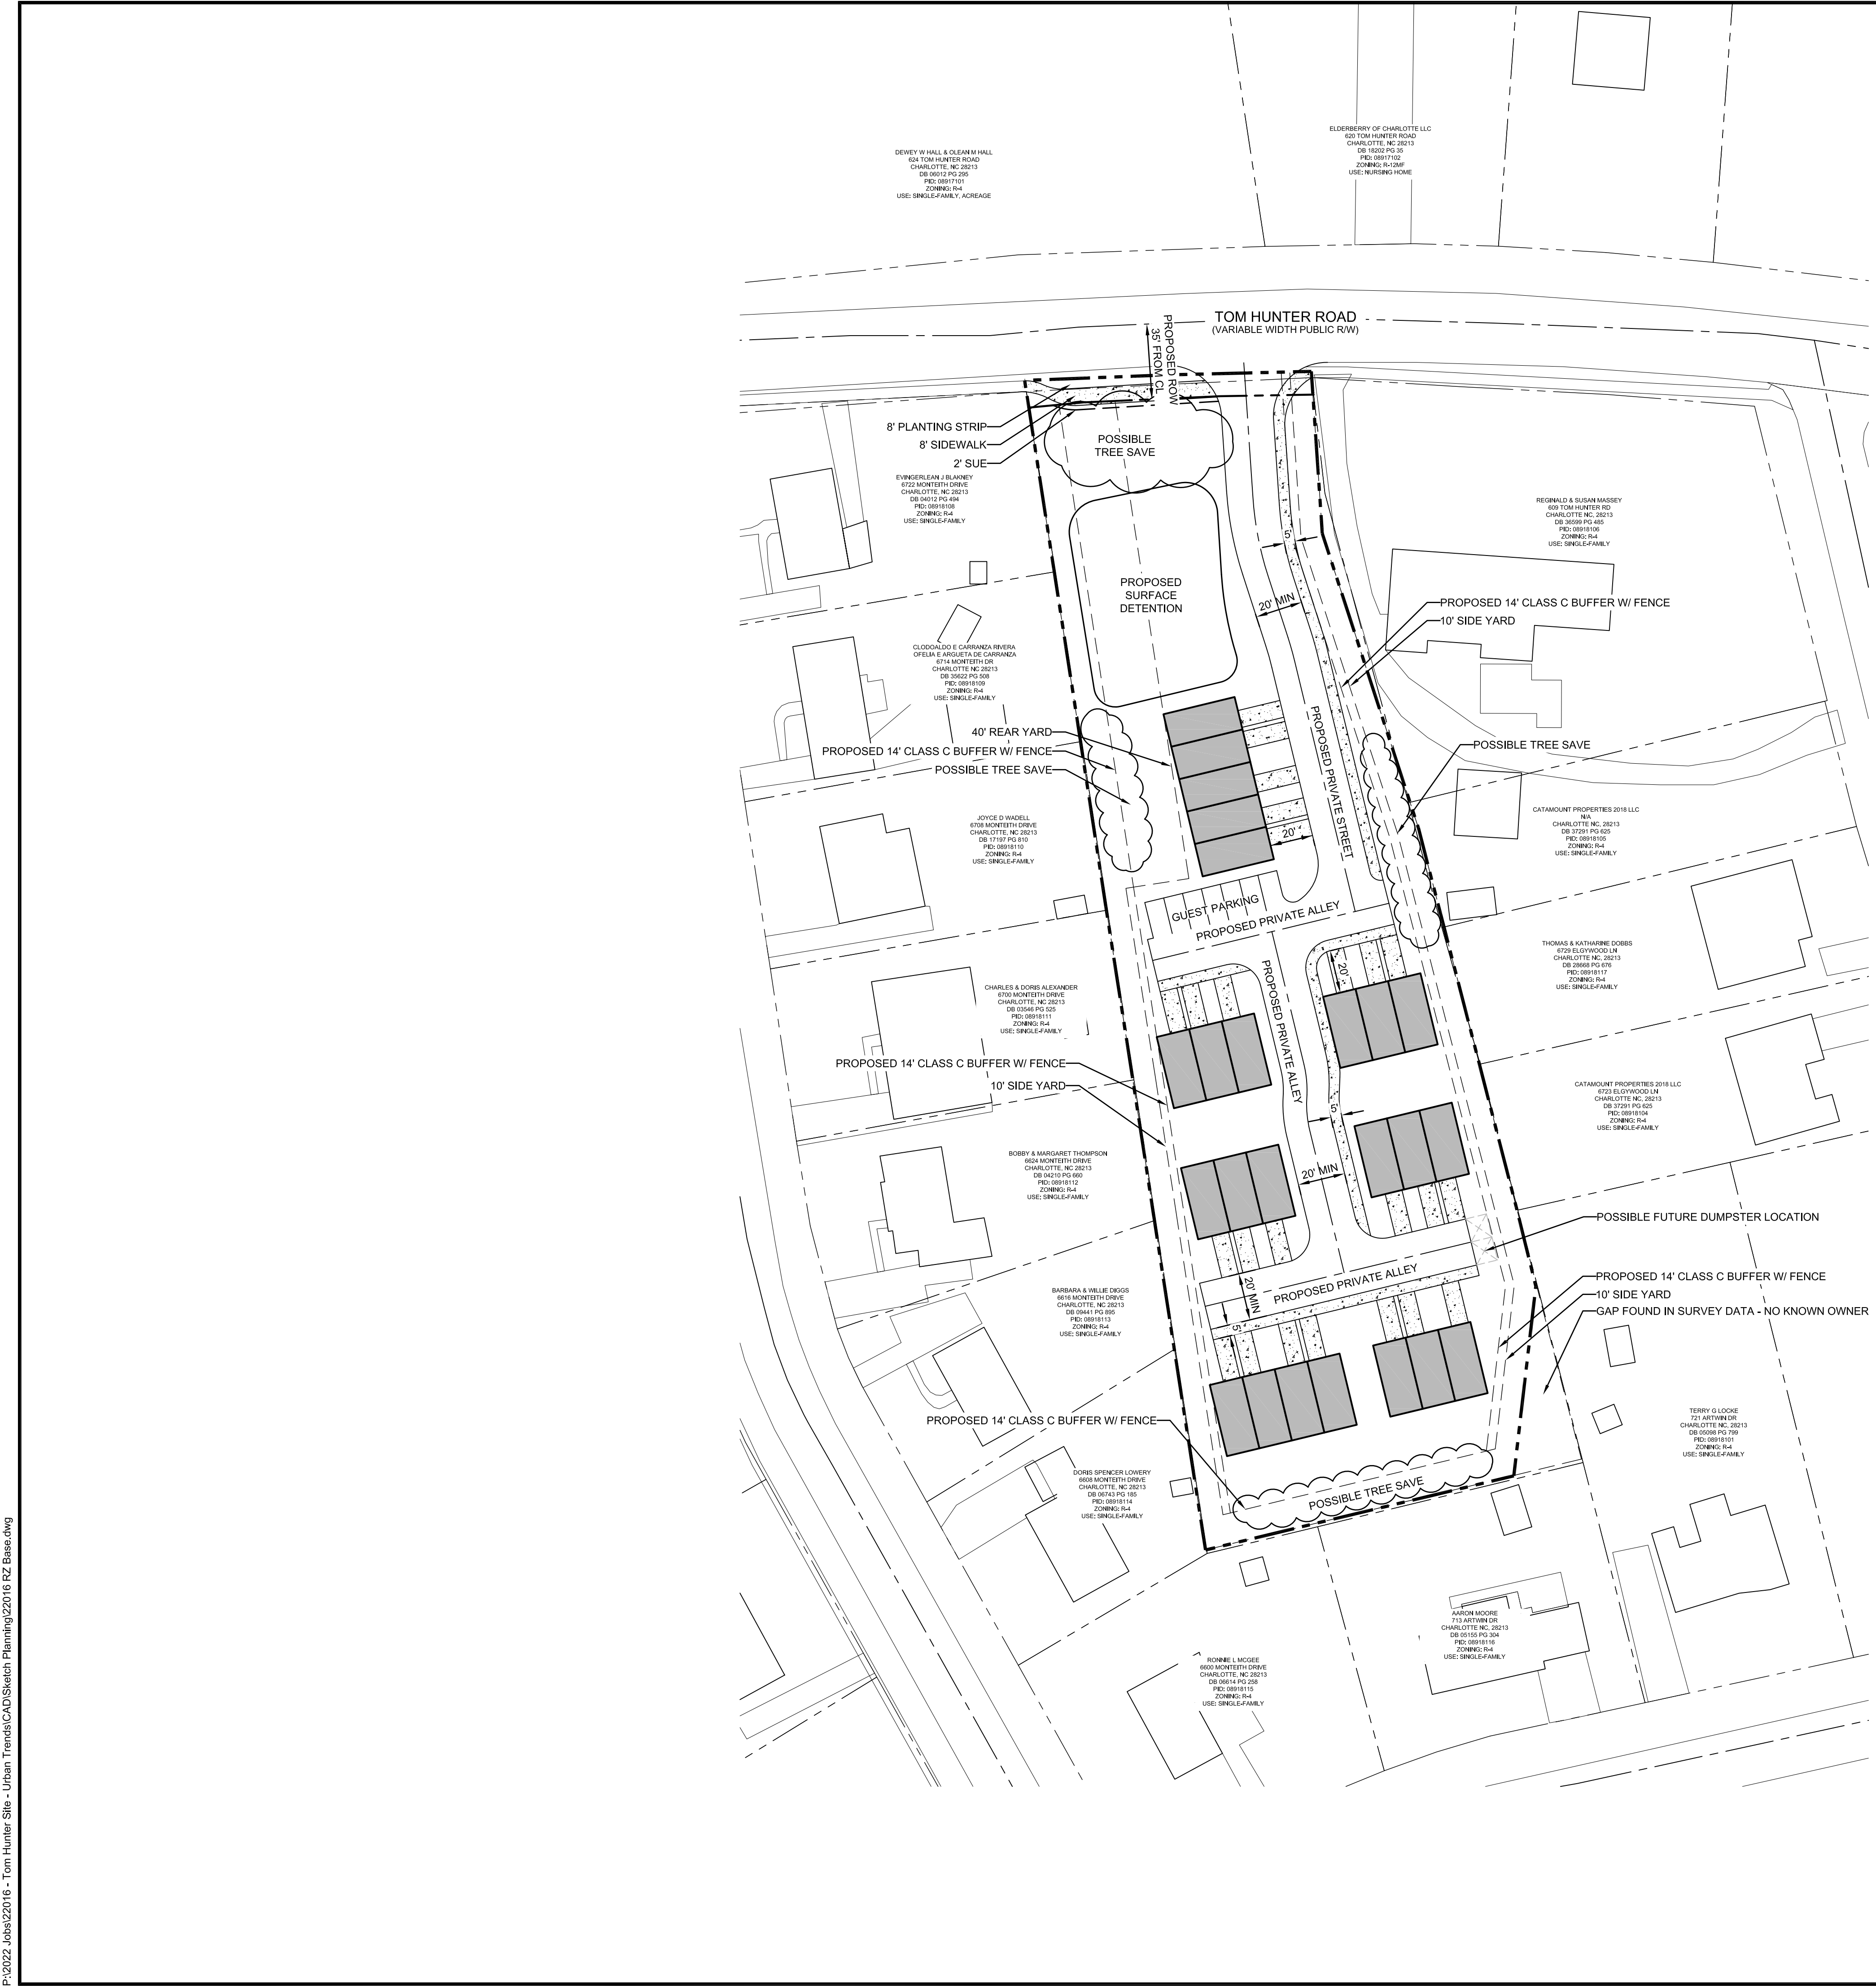 DEWEY W HALL & OLEAN M HALL
624 TOM HUNTER ROAD
CHARLOTTE, NC 28213
DB 06012 PG 295
PID: 08917101
ZONING: R-4
USE: SINGLE-FAMILY, ACREAGE
ELDERBERRY OF CHARLOTTE LLC
620 TOM HUNTER ROAD
CHARLOTTE, NC 28213
DB 18202 PG 35
PID: 08917102
ZONING: R-12MF
USE: NURSING HOME
TOM HUNTER ROAD
(VARIABLE WIDTH PUBLIC R/W)
PROPOSED ROW
35' FROM CL
8' PLANTING STRIP
8' SIDEWALK
2' SUE
POSSIBLE
TREE SAVE
EVINGERLEAN J BLAKNEY
6722 MONTEITH DRIVE
CHARLOTTE, NC 28213
DB 04012 PG 494
PID: 08918108
ZONING: R-4
USE: SINGLE-FAMILY
REGINALD & SUSAN MASSEY
609 TOM HUNTER RD
CHARLOTTE NC, 28213
DB 36599 PG 485
PID: 08918106
ZONING: R-4
USE: SINGLE-FAMILY
5'
PROPOSED
SURFACE
DETENTION
20' MIN
PROPOSED 14' CLASS C BUFFER W/ FENCE
10' SIDE YARD
CLODOALDO E CARRANZA RIVERA
OFELIA E ARGUETA DE CARRANZA
6714 MONTEITH DR
CHARLOTTE NC 28213
DB 35622 PG 508
PID: 08918109
ZONING: R-4
USE: SINGLE-FAMILY
40' REAR YARD
PROPOSED 14' CLASS C BUFFER W/ FENCE
POSSIBLE TREE SAVE
PROPOSED PRIVATE STREET
POSSIBLE TREE SAVE
JOYCE D WADELL
6708 MONTEITH DRIVE
CHARLOTTE, NC 28213
DB 17197 PG 810
PID: 08918110
ZONING: R-4
USE: SINGLE-FAMILY
20'
CATAMOUNT PROPERTIES 2018 LLC
N/A
CHARLOTTE NC, 28213
DB 37291 PG 625
PID: 08918105
ZONING: R-4
USE: SINGLE-FAMILY
GUEST PARKING
PROPOSED PRIVATE ALLEY
THOMAS & KATHARINE DOBBS
6729 ELGYWOOD LN
CHARLOTTE NC, 28213
DB 28668 PG 676
PID: 08918117
ZONING: R-4
USE: SINGLE-FAMILY
20'
PROPOSED PRIVATE ALLEY
CHARLES & DORIS ALEXANDER
6700 MONTEITH DRIVE
CHARLOTTE, NC 28213
DB 03546 PG 525
PID: 08918111
ZONING: R-4
USE: SINGLE-FAMILY
PROPOSED 14' CLASS C BUFFER W/ FENCE
10' SIDE YARD
5'
CATAMOUNT PROPERTIES 2018 LLC
6723 ELGYWOOD LN
CHARLOTTE NC, 28213
DB 37291 PG 625
PID: 08918104
ZONING: R-4
USE: SINGLE-FAMILY
BOBBY & MARGARET THOMPSON
6624 MONTEITH DRIVE
CHARLOTTE, NC 28213
DB 04210 PG 660
PID: 08918112
ZONING: R-4
USE: SINGLE-FAMILY
20' MIN
POSSIBLE FUTURE DUMPSTER LOCATION
PROPOSED PRIVATE ALLEY
20' MIN
5'
PROPOSED 14' CLASS C BUFFER W/ FENCE
10' SIDE YARD
GAP FOUND IN SURVEY DATA - NO KNOWN OWNER
BARBARA & WILLIE DIGGS
6616 MONTEITH DRIVE
CHARLOTTE, NC 28213
DB 09441 PG 895
PID: 08918113
ZONING: R-4
USE: SINGLE-FAMILY
PROPOSED 14' CLASS C BUFFER W/ FENCE
TERRY G LOCKE
721 ARTWIN DR
CHARLOTTE NC, 28213
DB 05098 PG 799
PID: 08918101
ZONING: R-4
USE: SINGLE-FAMILY
DORIS SPENCER LOWERY
6608 MONTEITH DRIVE
CHARLOTTE, NC 28213
DB 06743 PG 185
PID: 08918114
ZONING: R-4
USE: SINGLE-FAMILY
POSSIBLE TREE SAVE
AARON MOORE
713 ARTWIN DR
CHARLOTTE NC, 28213
DB 05155 PG 304
PID: 08918116
ZONING: R-4
USE: SINGLE-FAMILY
RONNIE L MCGEE
6600 MONTEITH DRIVE
CHARLOTTE, NC 28213
DB 06614 PG 258
PID: 08918115
ZONING: R-4
USE: SINGLE-FAMILY
P:\2022 Jobs\22016 - Tom Hunter Site - Urban Trends\CAD\Sketch Planning\22016 RZ Base.dwg